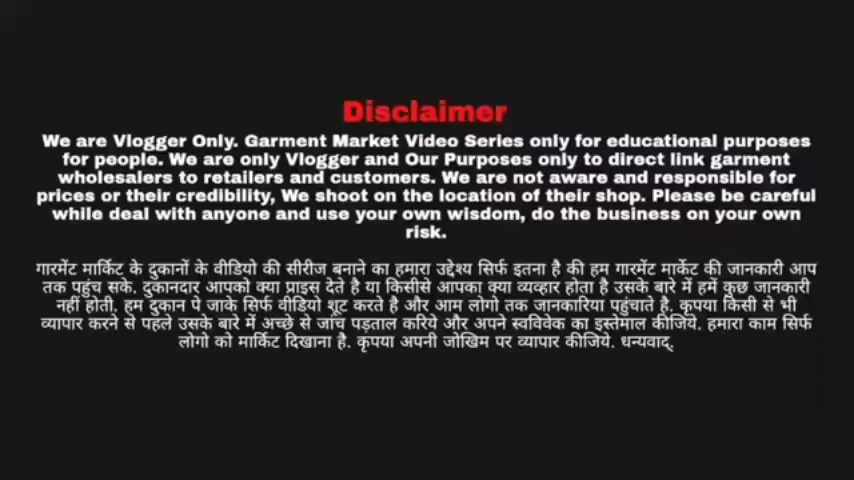 Disclaimer
We are Vlogger Only. Garment Market Video Series only for educational purposes
for people. We are only Vlogger and Our Purposes only to direct link garment
wholesalers to retailers and customers. We are not aware and responsible for
prices or their credibility, We shoot on the location of their shop. Please be careful
while deal with anyone and use your own wisdom, do the business on your own
risk.
गारमेंट मार्किट के दुकानों के वीडियो की सीरीज बनाने का हमारा उद्देश्य सिर्फ इतना है की हम गारमेंट मार्केट की जानकारी आप
तक पहुंच सके. दुकानदार आपको क्या प्राइस देते है या किसीसे आपका क्या व्यव्हार होता है उसके बारे में हमें कुछ जानकारी
नहीं होती. हम दुकान पे जाके सिर्फ वीडियो शूट करते है और आम लोगो तक जानकारिया पहुंचाते है. कृपया किसी से भी
व्यापार करने से पहले उसके बारे में अच्छे से जांच पड़ताल करिये और अपने स्वविवेक का इस्तेमाल कीजिये. हमारा काम सिर्फ
लोगो को मार्किट दिखाना है. कृपया अपनी जोखिम पर व्यापार कीजिये. धन्यवाद्.